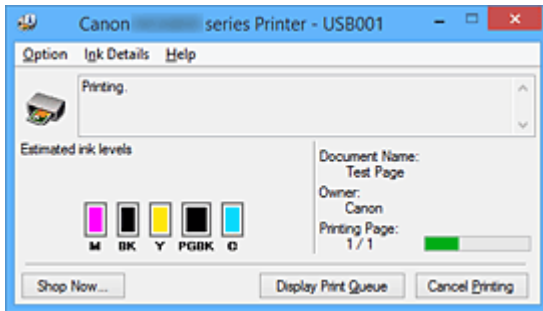 Canon series Printer - USB001
Option Ink Details Help
Printing.
Estimated ink levels
Document Name:
Test Page
Owner:
Canon
Printing Page:
1 / 1
M BK Y PGBK C
Shop Now... Display Print Queue Cancel Printing